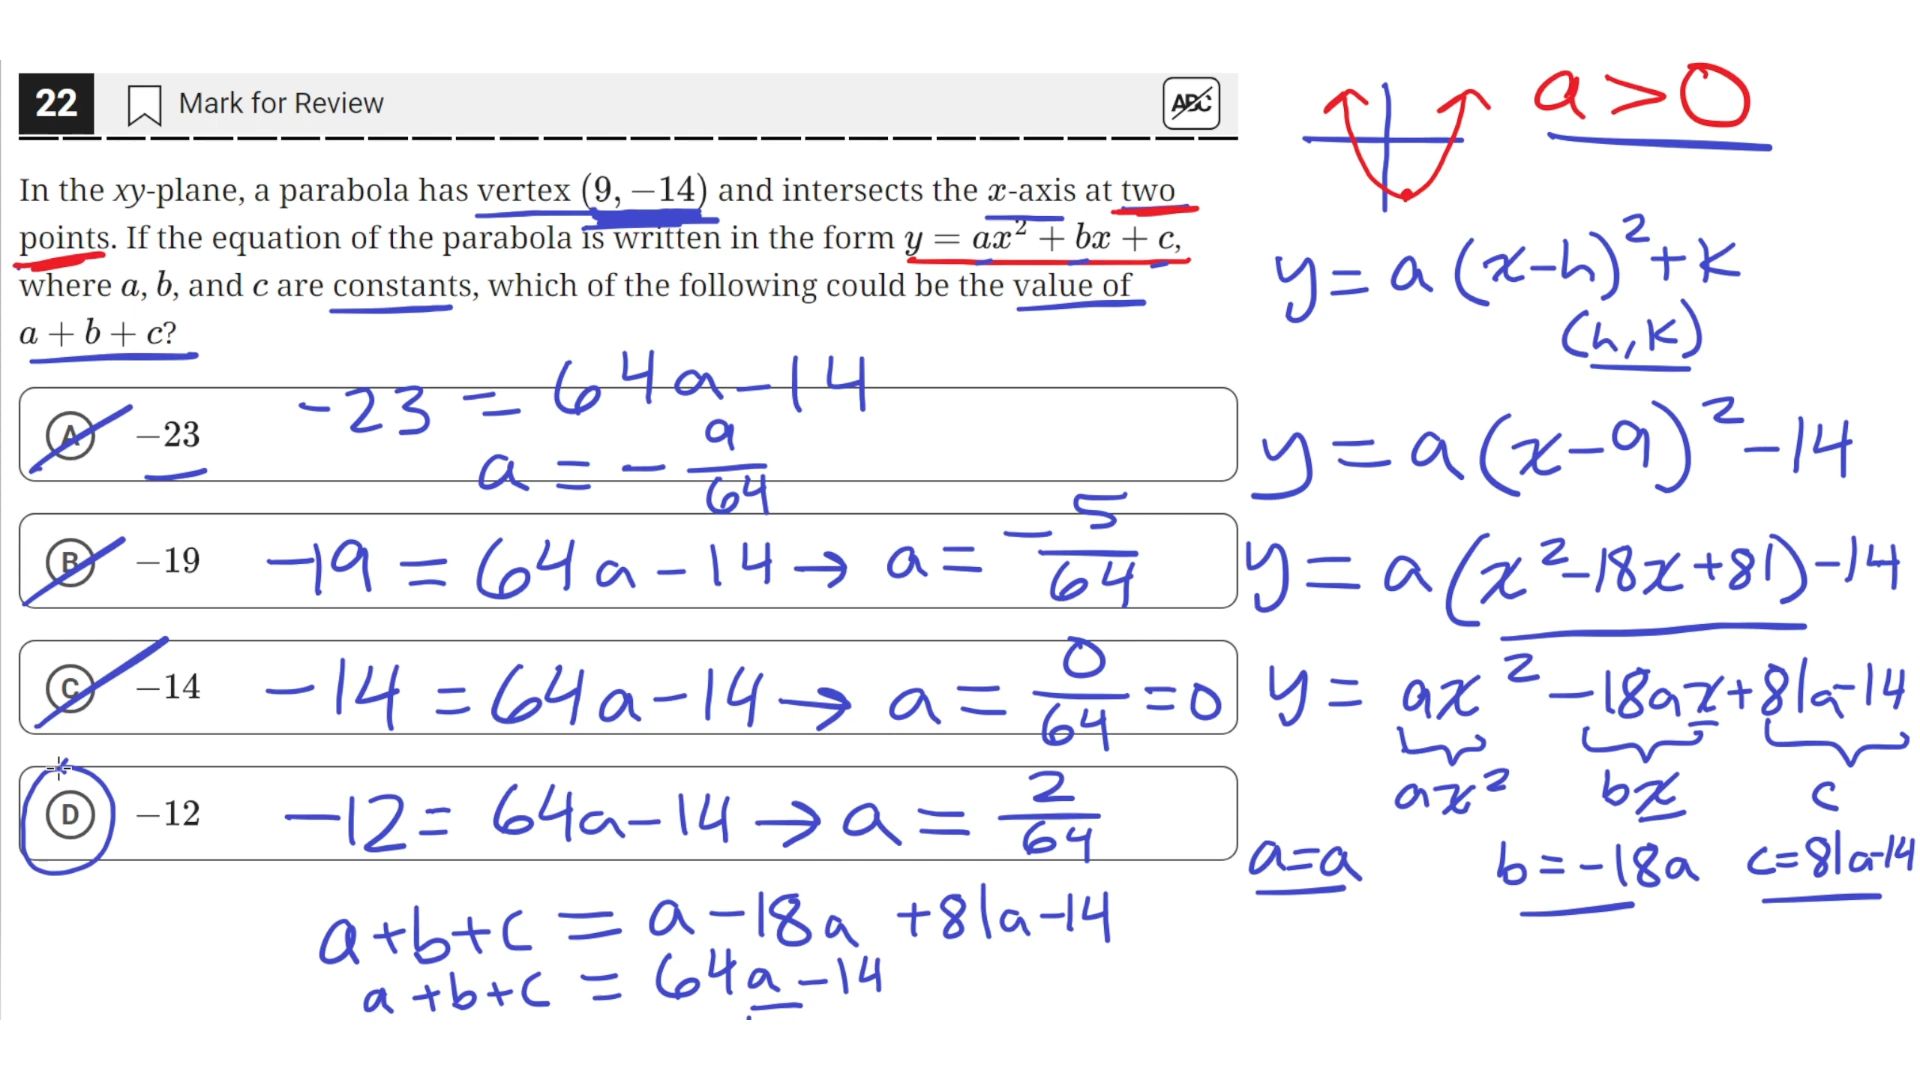 22 Mark for Review ABC
In the xy-plane, a parabola has vertex (9, −14) and intersects the x-axis at two
points. If the equation of the parabola is written in the form y = ax² + bx + c,
where a, b, and c are constants, which of the following could be the value of
a + b + c?
A −23
-23 = 64a-14
a = -9/64
B −19
-19 = 64a-14 → a = -5/64
C −14
-14 = 64a-14 → a = 0/64 = 0
D −12
-12 = 64a-14 → a = 2/64
a+b+c = a-18a +81a-14
a+b+c = 64a-14
a>0
y = a(x-h)²+k
(h,k)
y = a(x-9)²-14
y = a(x²-18x+81)-14
y = ax²-18ax+81a-14
ax² bx c
a=a b=-18a c=81a-14